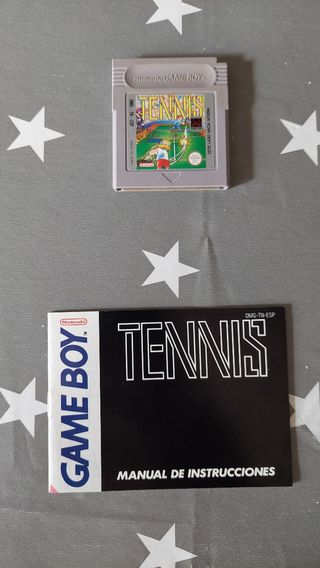 Nintendo GAME BOY
TENNIS
Nintendo
GAME BOY
DMG-TN-ESP
TENNIS
MANUAL DE INSTRUCCIONES